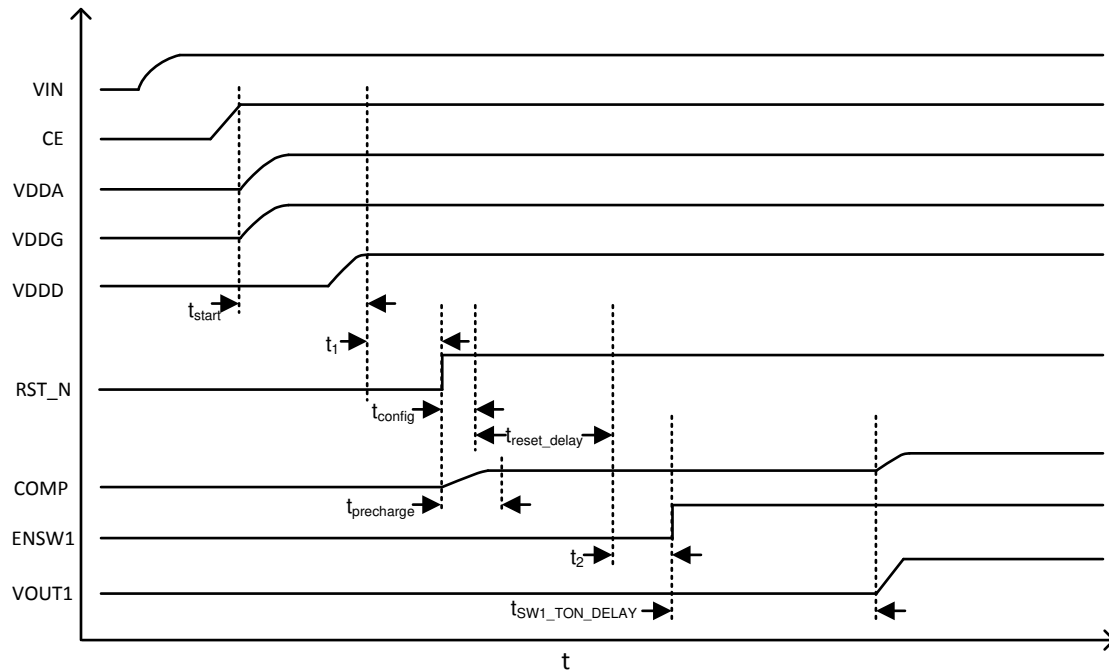 VIN
CE
VDDA
VDDG
VDDD
tstart
t1
RST_N
tconfig
treset_delay
COMP
tprecharge
ENSW1
t2
VOUT1
tSW1_TON_DELAY
t